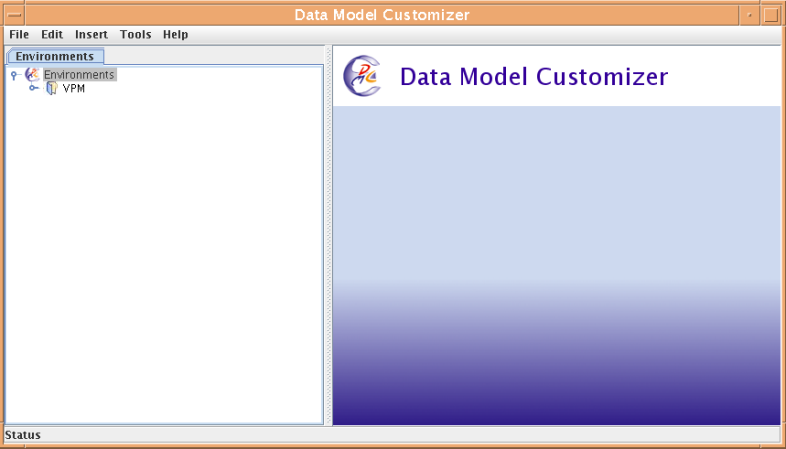 Data Model Customizer
File Edit Insert Tools Help
Environments
Environments
VPM
Data Model Customizer
Status